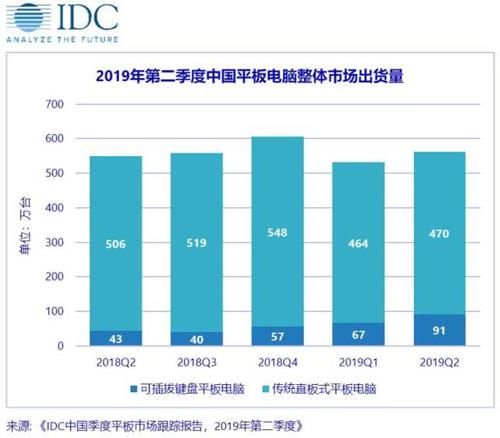 IDC
ANALYZE THE FUTURE
2019年第二季度中国平板电脑整体市场出货量
单位：万台
700
600
500
400
300
200
100
0
506 519 548 464 470
43 40 57 67 91
2018Q2 2018Q3 2018Q4 2019Q1 2019Q2
可插拔键盘平板电脑 传统直板式平板电脑
来源：《IDC中国季度平板市场跟踪报告，2019年第二季度》